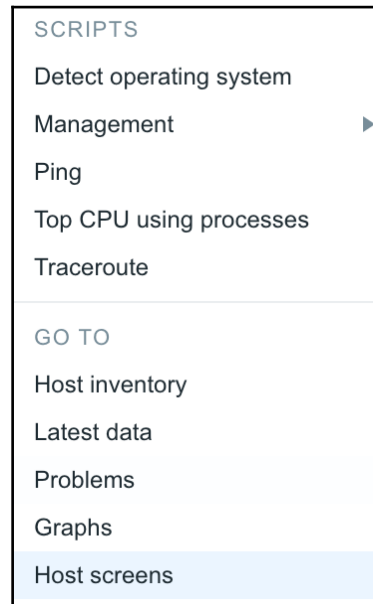 SCRIPTS
Detect operating system
Management
Ping
Top CPU using processes
Traceroute
GO TO
Host inventory
Latest data
Problems
Graphs
Host screens